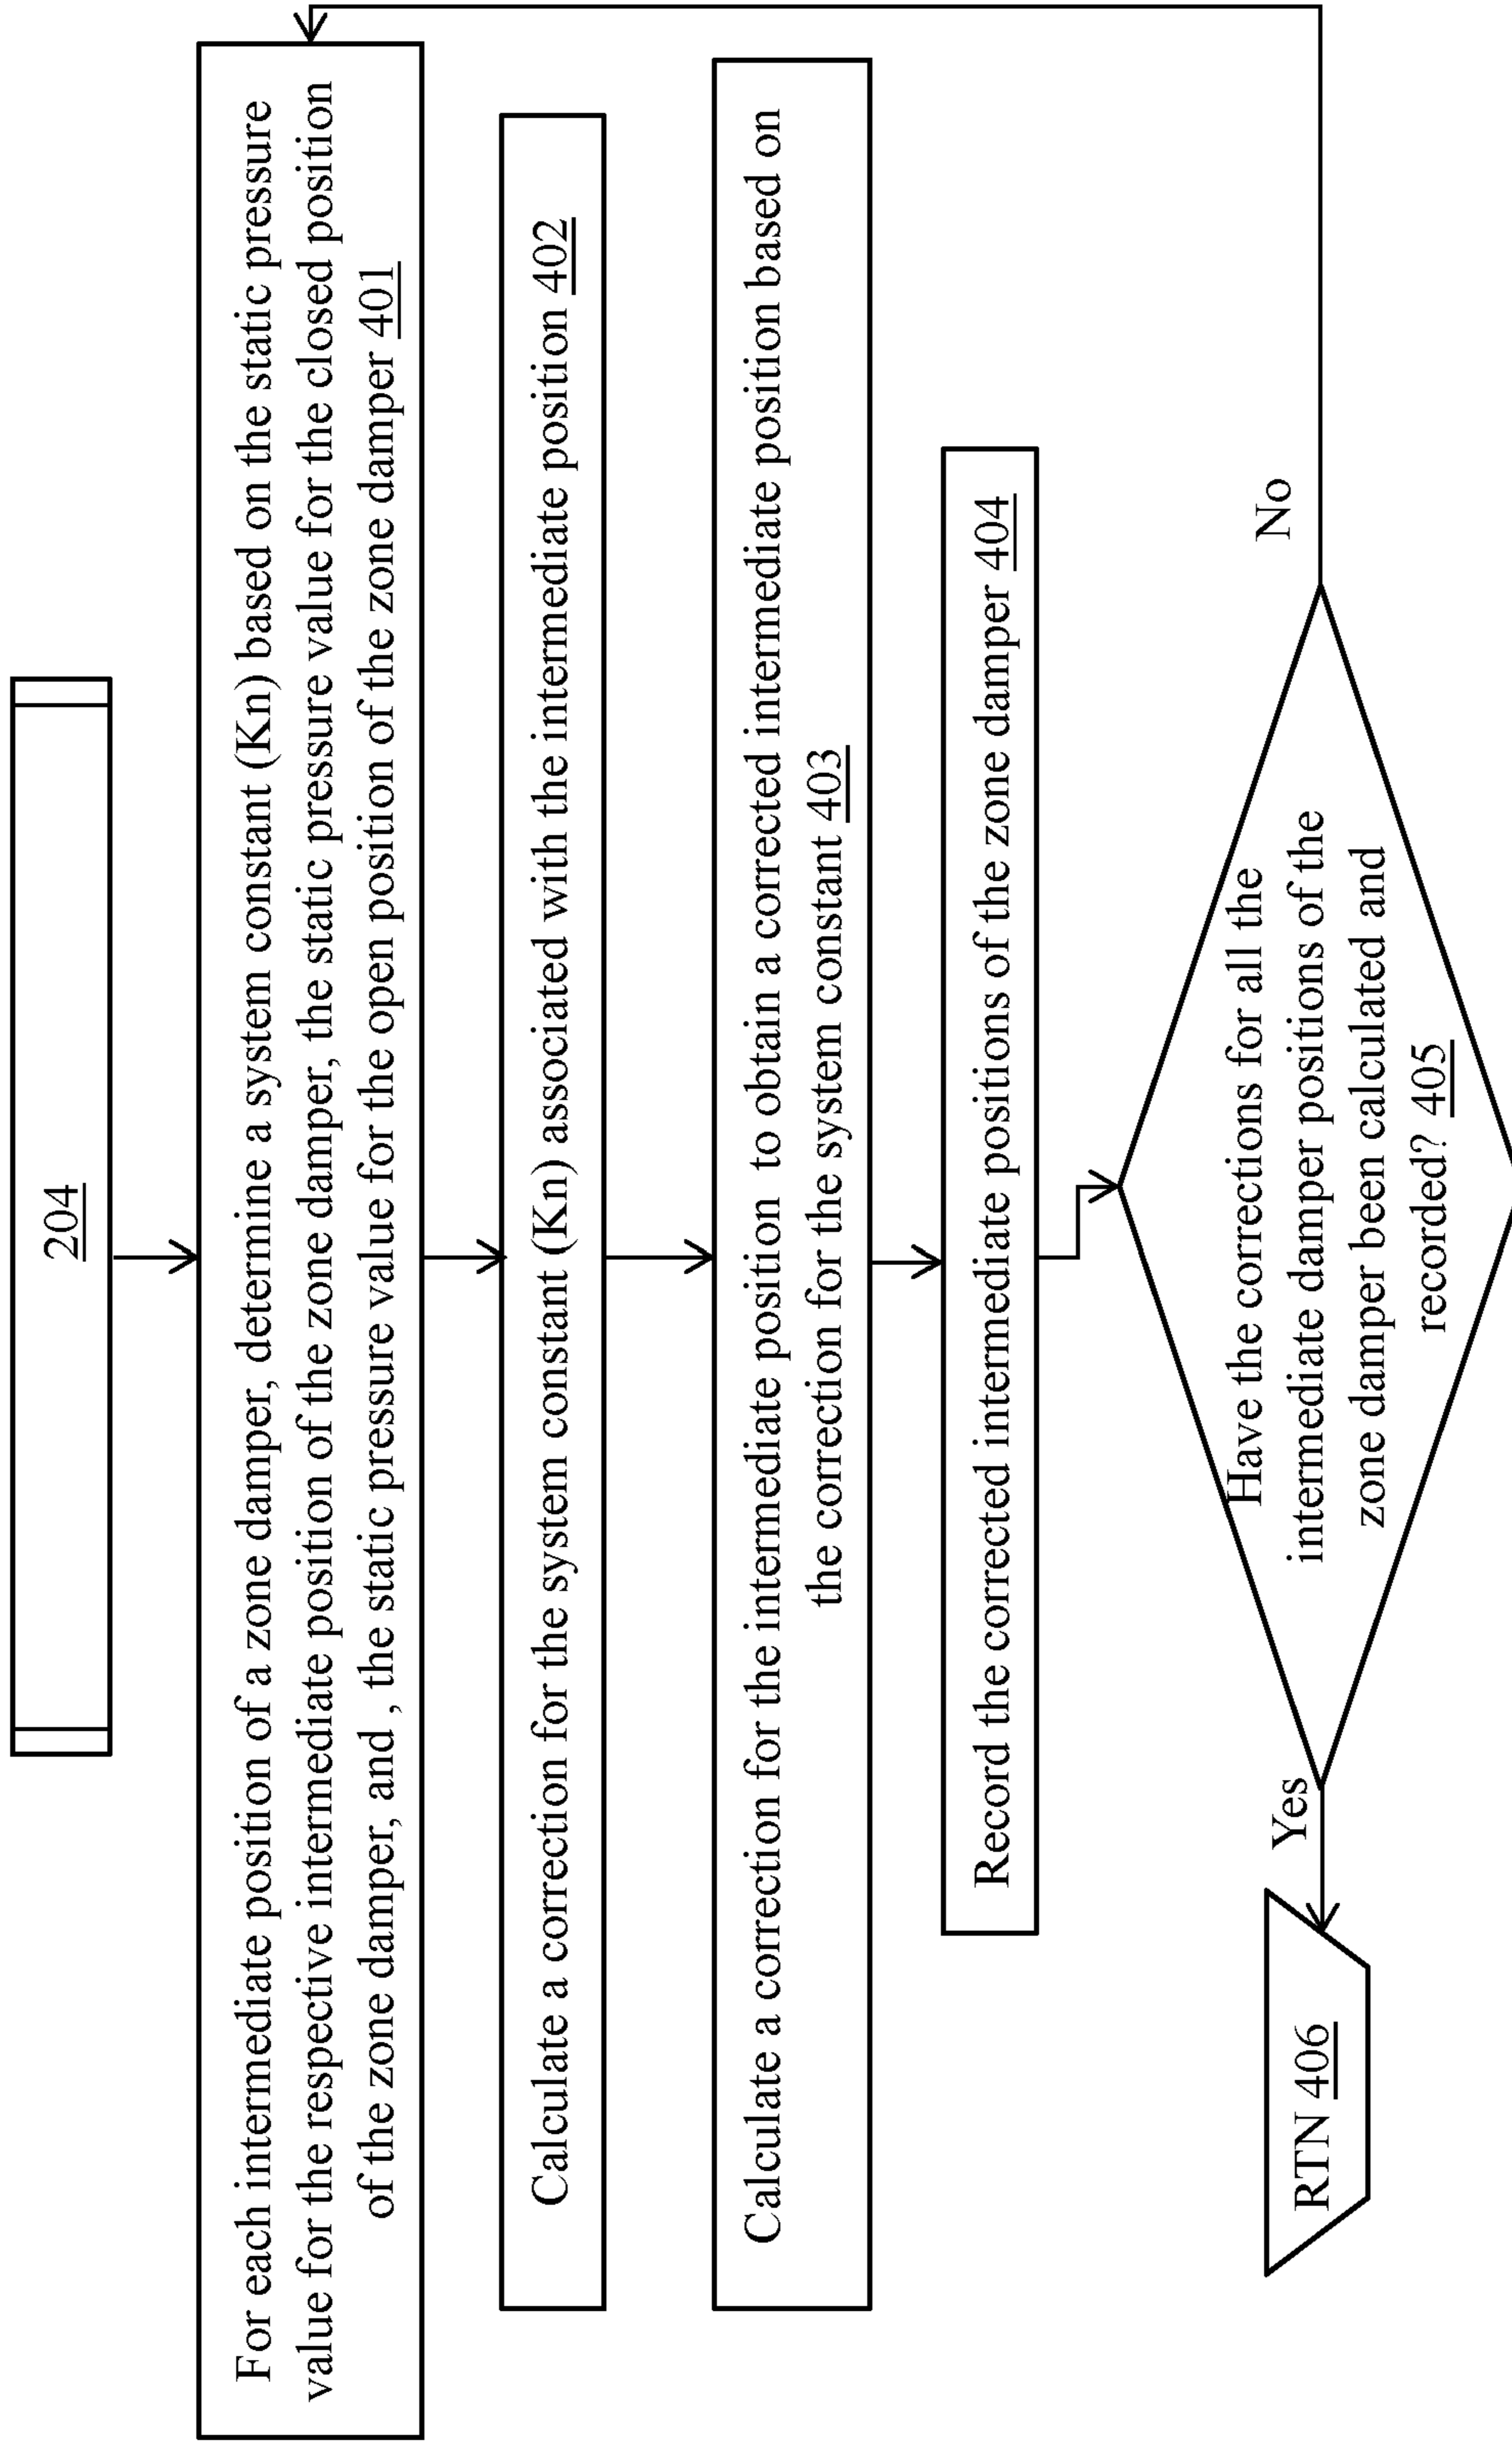 204
For each intermediate position of a zone damper, determine a system constant (Kn) based on the static pressure
value for the respective intermediate position of the zone damper, the static pressure value for the closed position
of the zone damper, and , the static pressure value for the open position of the zone damper 401
Calculate a correction for the system constant (Kn) associated with the intermediate position 402
Calculate a correction for the intermediate position to obtain a corrected intermediate position based on
the correction for the system constant 403
Record the corrected intermediate positions of the zone damper 404
Have the corrections for all the
intermediate damper positions of the
zone damper been calculated and
recorded? 405
No
Yes
RTN 406